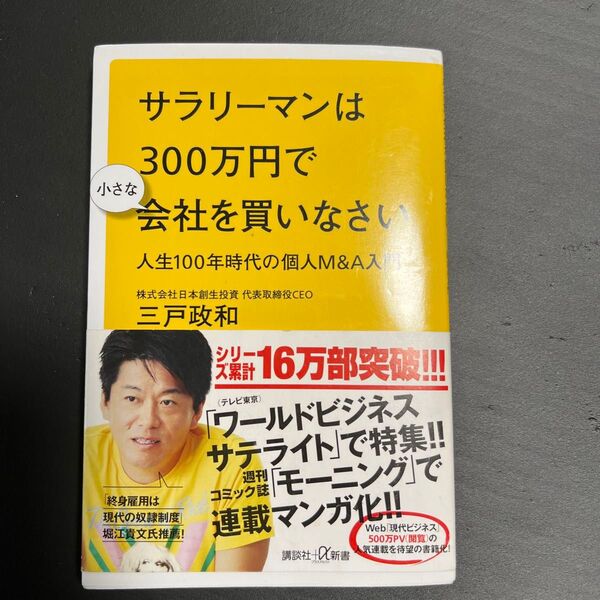 サラリーマンは
300万円で
小さな
会社を買いなさい
人生100年時代の個人M&A入門
株式会社日本創生投資 代表取締役CEO
三戸政和
シリーズ累計
16万部突破!!!
(テレビ東京)
「ワールドビジネス
サテライト」で特集!!
週刊
コミック誌「モーニング」で
連載マンガ化!!
「終身雇用は
現代の奴隷制度」
堀江貴文氏推薦!
Web「現代ビジネス」
500万PV(閲覧)の
人気連載を待望の書籍化!
講談社+α新書
プラスアルファ